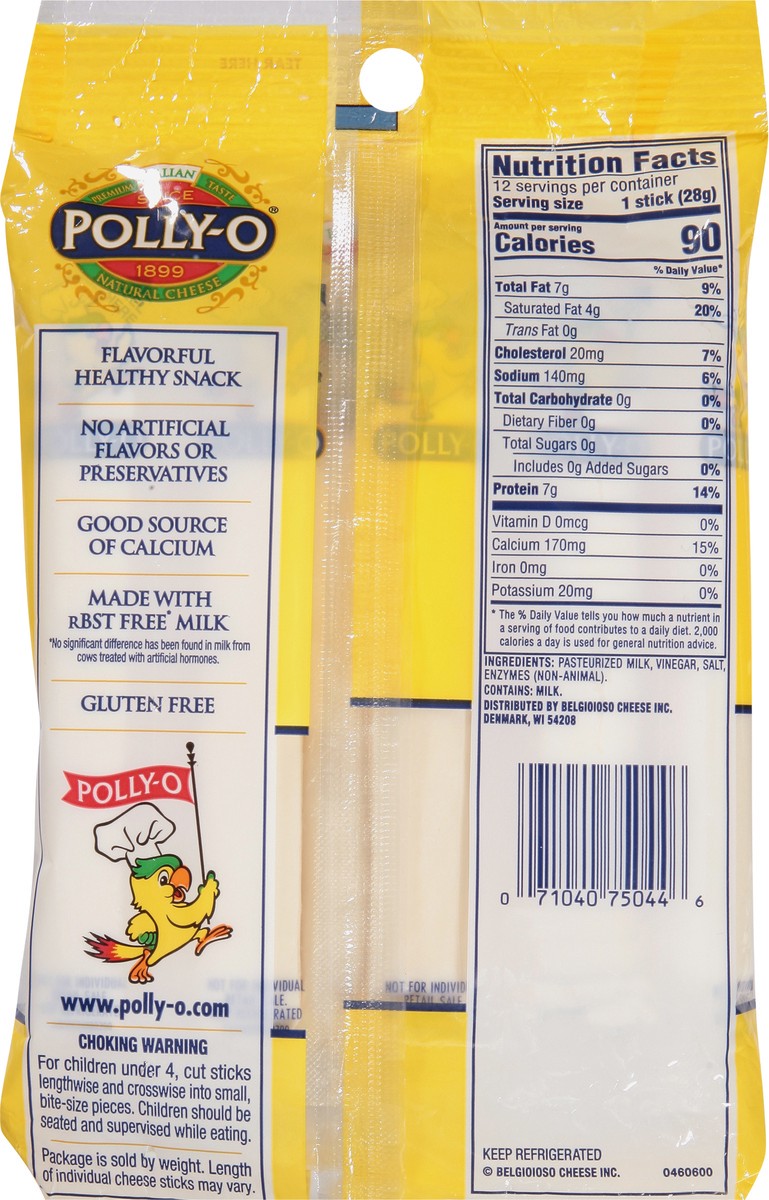 TEAR HERE
PREMIUM ITALIAN TASTE
SINCE
POLLY-O®
1899
NATURAL CHEESE
FLAVORFUL
HEALTHY SNACK
NO ARTIFICIAL
FLAVORS OR
PRESERVATIVES
GOOD SOURCE
OF CALCIUM
MADE WITH
RBST FREE* MILK
*No significant difference has been found in milk from
cows treated with artificial hormones.
GLUTEN FREE
POLLY-O
www.polly-o.com
CHOKING WARNING
For children under 4, cut sticks
lengthwise and crosswise into small,
bite-size pieces. Children should be
seated and supervised while eating.
Package is sold by weight. Length
of individual cheese sticks may vary.
POLLY
NOT FOR INDIVID
RETAIL SALE
Nutrition Facts
12 servings per container
Serving size 1 stick (28g)
Amount per serving
Calories 90
% Daily Value*
Total Fat 7g 9%
Saturated Fat 4g 20%
Trans Fat 0g
Cholesterol 20mg 7%
Sodium 140mg 6%
Total Carbohydrate 0g 0%
Dietary Fiber 0g 0%
Total Sugars 0g
Includes 0g Added Sugars 0%
Protein 7g 14%
Vitamin D 0mcg 0%
Calcium 170mg 15%
Iron 0mg 0%
Potassium 20mg 0%
* The % Daily Value tells you how much a nutrient in
a serving of food contributes to a daily diet. 2,000
calories a day is used for general nutrition advice.
INGREDIENTS: PASTEURIZED MILK, VINEGAR, SALT,
ENZYMES (NON-ANIMAL).
CONTAINS: MILK.
DISTRIBUTED BY BELGIOIOSO CHEESE INC.
DENMARK, WI 54208
0 71040 75044 6
KEEP REFRIGERATED
© BELGIOIOSO CHEESE INC. 0460600